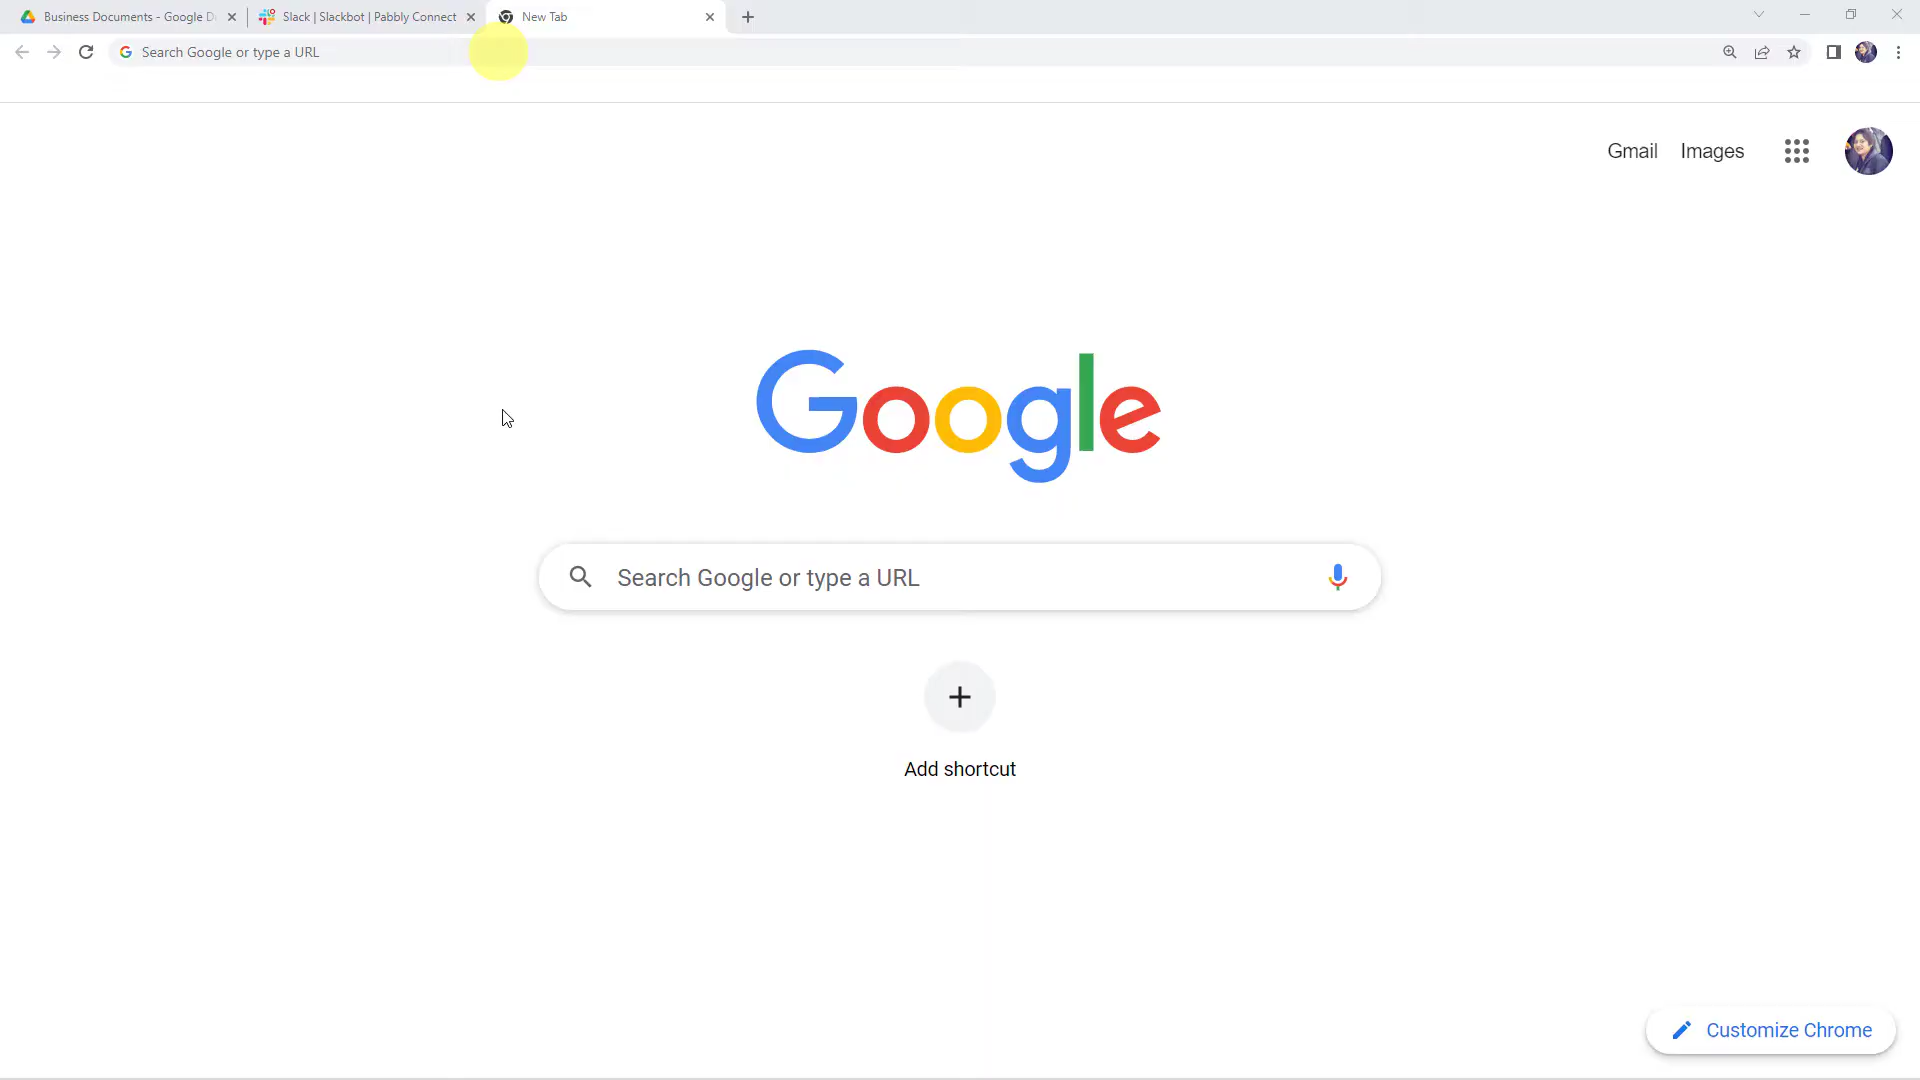 Business Documents - Google D
Slack | Slackbot | Pabbly Connect
New Tab
Search Google or type a URL
Gmail
Images
Google
Search Google or type a URL
Add shortcut
Customize Chrome